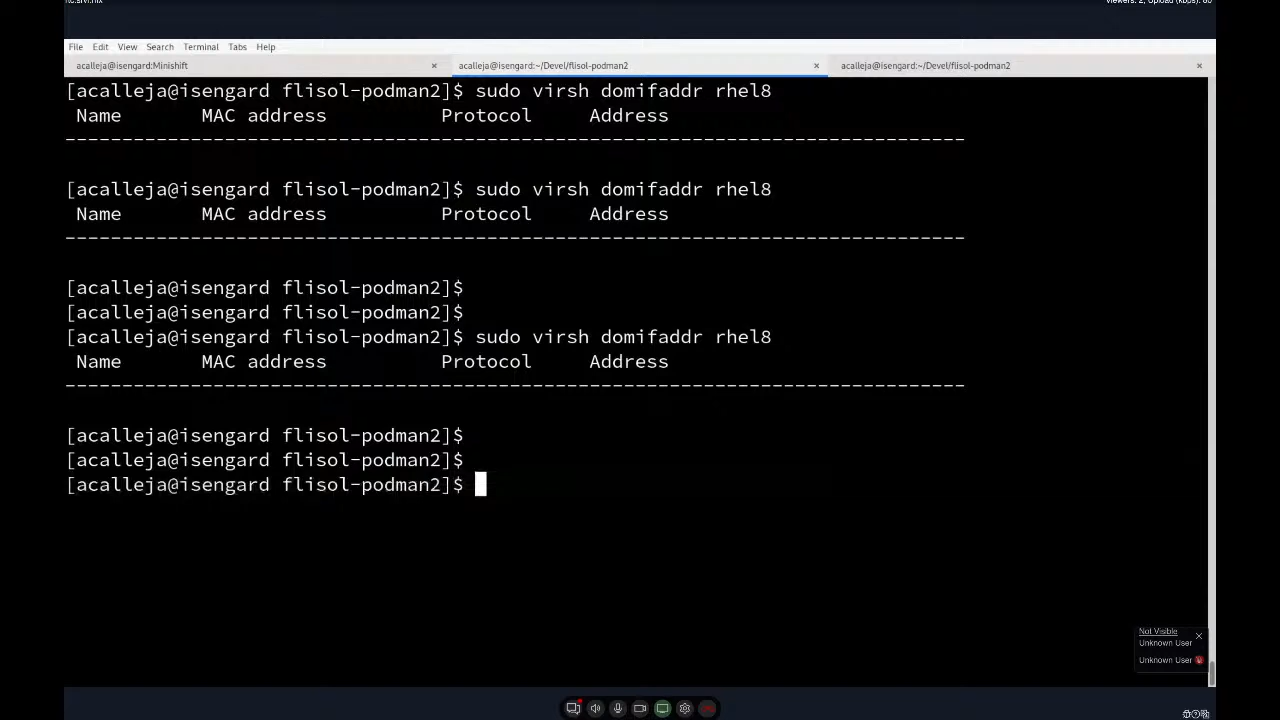 File Edit View Search Terminal Tabs Help
acalleja@isengard:Minishift × acalleja@isengard:~/Devel/flisol-podman2 × acalleja@isengard:~/Devel/flisol-podman2 ×
[acalleja@isengard flisol-podman2]$ sudo virsh domifaddr rhel8
Name MAC address Protocol Address
-------------------------------------------------------------------------------
[acalleja@isengard flisol-podman2]$ sudo virsh domifaddr rhel8
Name MAC address Protocol Address
-------------------------------------------------------------------------------
[acalleja@isengard flisol-podman2]$
[acalleja@isengard flisol-podman2]$
[acalleja@isengard flisol-podman2]$ sudo virsh domifaddr rhel8
Name MAC address Protocol Address
-------------------------------------------------------------------------------
[acalleja@isengard flisol-podman2]$
[acalleja@isengard flisol-podman2]$
[acalleja@isengard flisol-podman2]$
Not Visible ×
Unknown User
Unknown User